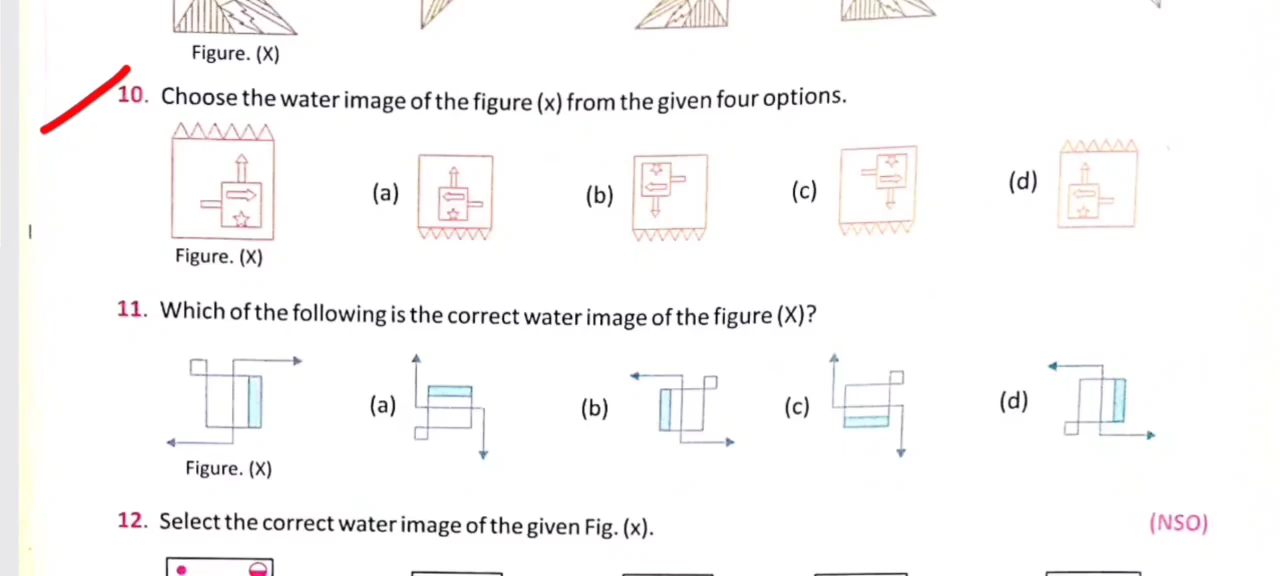 Figure. (X)
10. Choose the water image of the figure (x) from the given four options.
(a) (b) (c) (d)
Figure. (X)
11. Which of the following is the correct water image of the figure (X)?
(a) (b) (c) (d)
Figure. (X)
12. Select the correct water image of the given Fig. (x). (NSO)